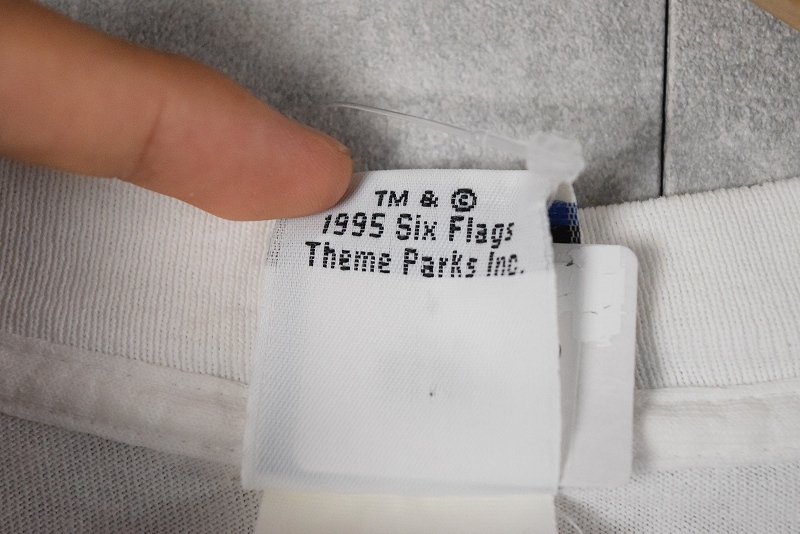 TM & ©
1995 Six Flags
Theme Parks Inc.